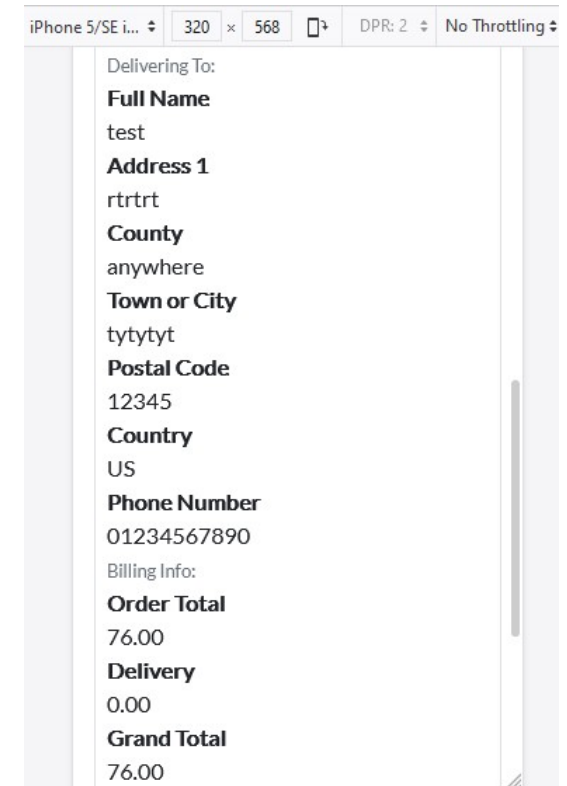 iPhone 5/SE i... 320 × 568 DPR: 2 No Throttling
Delivering To:
Full Name
test
Address 1
rtrtrt
County
anywhere
Town or City
tytytyt
Postal Code
12345
Country
US
Phone Number
01234567890
Billing Info:
Order Total
76.00
Delivery
0.00
Grand Total
76.00